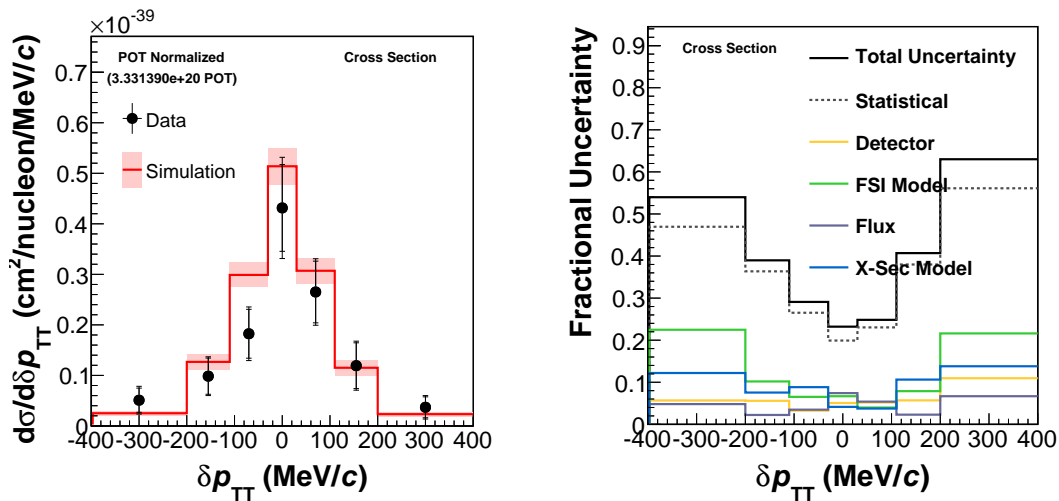 ×10⁻³⁹
POT Normalized
(3.331390e+20 POT)
Cross Section
Data
Simulation
dσ/dδp_TT (cm²/nucleon/MeV/c)
0.7
0.6
0.5
0.4
0.3
0.2
0.1
0
-400 -300 -200 -100 0 100 200 300 400
δp_TT (MeV/c)
Cross Section
Total Uncertainty
Statistical
Detector
FSI Model
Flux
X-Sec Model
Fractional Uncertainty
0.9
0.8
0.7
0.6
0.5
0.4
0.3
0.2
0.1
0
-400 -300 -200 -100 0 100 200 300 400
δp_TT (MeV/c)